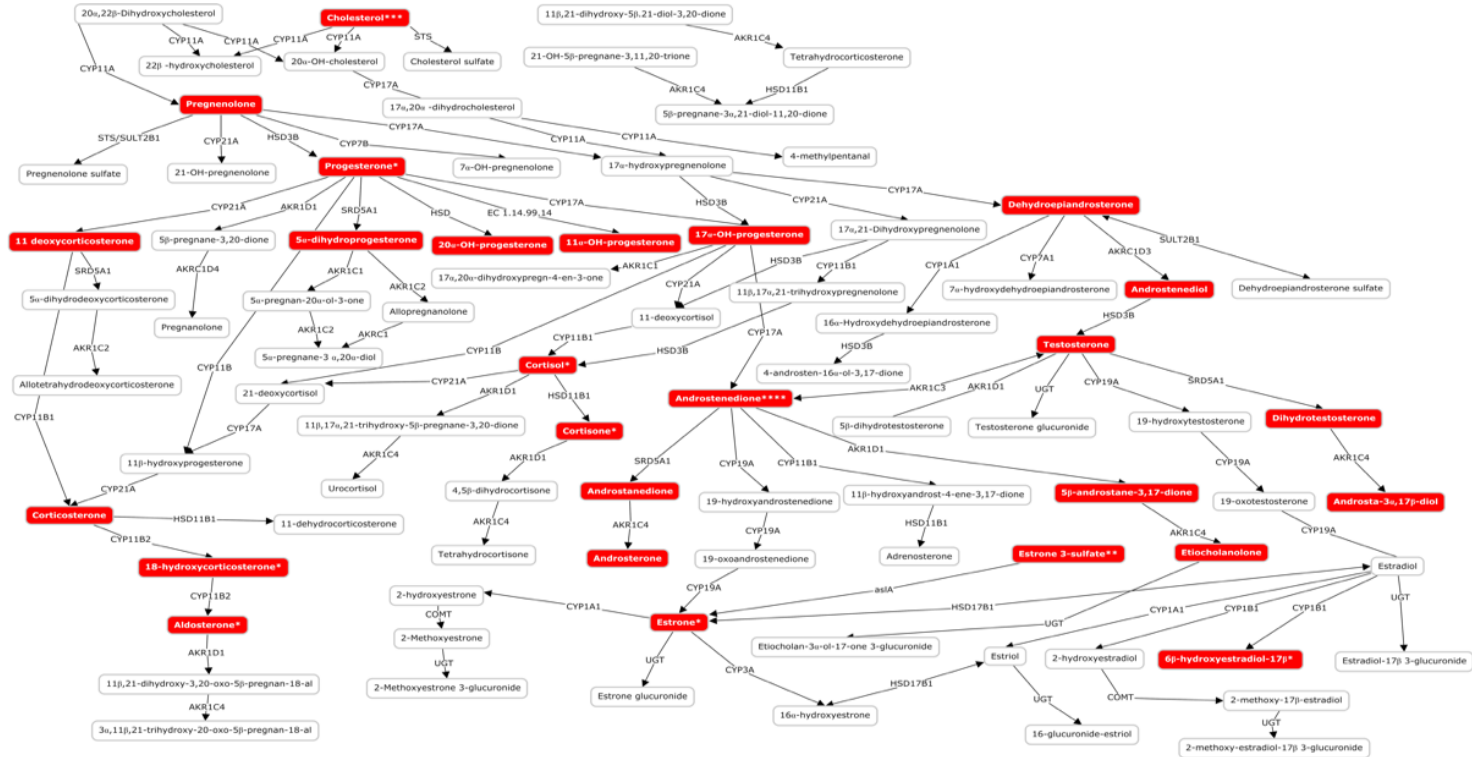 20α,22β-Dihydroxycholesterol
Cholesterol***
11β,21-dihydroxy-5β.21-diol-3,20-dione
CYP11A
CYP11A
CYP11A
CYP11A
STS
AKR1C4
22β -hydroxycholesterol
20α-OH-cholesterol
Cholesterol sulfate
21-OH-5β-pregnane-3,11,20-trione
Tetrahydrocorticosterone
CYP11A
CYP17A
AKR1C4
HSD11B1
Pregnenolone
17α,20α -dihydrocholesterol
5β-pregnane-3α,21-diol-11,20-dione
STS/SULT2B1
CYP21A
HSD3B
CYP7B
CYP17A
CYP11A
CYP11A
Pregnenolone sulfate
21-OH-pregnenolone
Progesterone*
7α-OH-pregnenolone
17α-hydroxypregnenolone
4-methylpentanal
CYP21A
AKR1D1
SRD5A1
HSD
EC 1.14.99.14
CYP17A
HSD3B
CYP21A
CYP17A
Dehydroepiandrosterone
11 deoxycorticosterone
5β-pregnane-3,20-dione
5α-dihydroprogesterone
20α-OH-progesterone
11α-OH-progesterone
17α-OH-progesterone
17α,21-Dihydroxypregnenolone
SULT2B1
SRD5A1
AKRC1D4
AKR1C1
AKR1C2
AKR1C1
CYP21A
HSD3B
CYP11B1
CYP1A1
CYP7A1
AKRC1D3
17α,20α-dihydroxypregn-4-en-3-one
5α-dihydrodeoxycorticosterone
5α-pregnan-20α-ol-3-one
Allopregnanolone
11β,17α,21-trihydroxypregnenolone
7α-hydroxydehydroepiandrosterone
Androstenediol
Dehydroepiandrosterone sulfate
Pregnanolone
AKR1C2
AKRC1
11-deoxycortisol
16α-Hydroxydehydroepiandrosterone
HSD3B
AKR1C2
5α-pregnane-3 α,20α-diol
CYP11B1
CYP17A
HSD3B
HSD3B
Testosterone
CYP11B
CYP11B
Cortisol*
4-androsten-16α-ol-3,17-dione
Allotetrahydrodeoxycorticosterone
21-deoxycortisol
CYP21A
AKR1D1
HSD11B1
Androstenedione****
AKR1C3
AKR1D1
UGT
CYP19A
SRD5A1
CYP11B1
CYP17A
11β,17α,21-trihydroxy-5β-pregnane-3,20-dione
Cortisone*
5β-dihydrotestosterone
Testosterone glucuronide
19-hydroxytestosterone
Dihydrotestosterone
11β-hydroxyprogesterone
AKR1C4
AKR1D1
SRD5A1
CYP19A
CYP11B1
AKR1D1
CYP19A
AKR1C4
CYP21A
Urocortisol
4,5β-dihydrocortisone
Androstanedione
19-hydroxyandrostenedione
11β-hydroxyandrost-4-ene-3,17-dione
5β-androstane-3,17-dione
19-oxotestosterone
Androsta-3α,17β-diol
Corticosterone
HSD11B1
11-dehydrocorticosterone
AKR1C4
AKR1C4
CYP19A
HSD11B1
AKR1C4
CYP19A
CYP11B2
Tetrahydrocortisone
Androsterone
19-oxoandrostenedione
Adrenosterone
Estrone 3-sulfate**
Etiocholanolone
Estradiol
18-hydroxycorticosterone*
CYP11B2
2-hydroxyestrone
CYP1A1
CYP19A
aslA
HSD17B1
CYP1A1
CYP1B1
CYP1B1
UGT
Aldosterone*
COMT
Estrone*
UGT
2-Methoxyestrone
Etiocholan-3α-ol-17-one 3-glucuronide
AKR1D1
UGT
UGT
CYP3A
Estriol
2-hydroxyestradiol
6β-hydroxyestradiol-17β*
Estradiol-17β 3-glucuronide
11β,21-dihydroxy-3,20-oxo-5β-pregnan-18-al
2-Methoxyestrone 3-glucuronide
Estrone glucuronide
HSD17B1
COMT
AKR1C4
16α-hydroxyestrone
UGT
2-methoxy-17β-estradiol
3α,11β,21-trihydroxy-20-oxo-5β-pregnan-18-al
16-glucuronide-estriol
UGT
2-methoxy-estradiol-17β 3-glucuronide